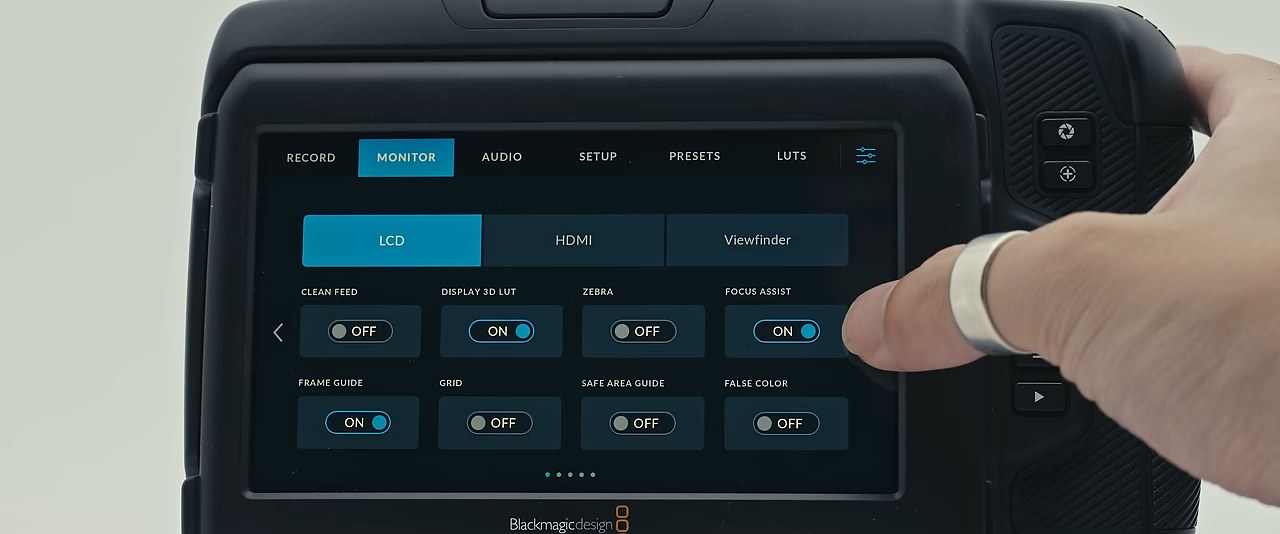 RECORD MONITOR AUDIO SETUP PRESETS LUTS
LCD HDMI Viewfinder
CLEAN FEED DISPLAY 3D LUT ZEBRA FOCUS ASSIST
OFF ON OFF ON
FRAME GUIDE GRID SAFE AREA GUIDE FALSE COLOR
ON OFF OFF OFF
Blackmagicdesign